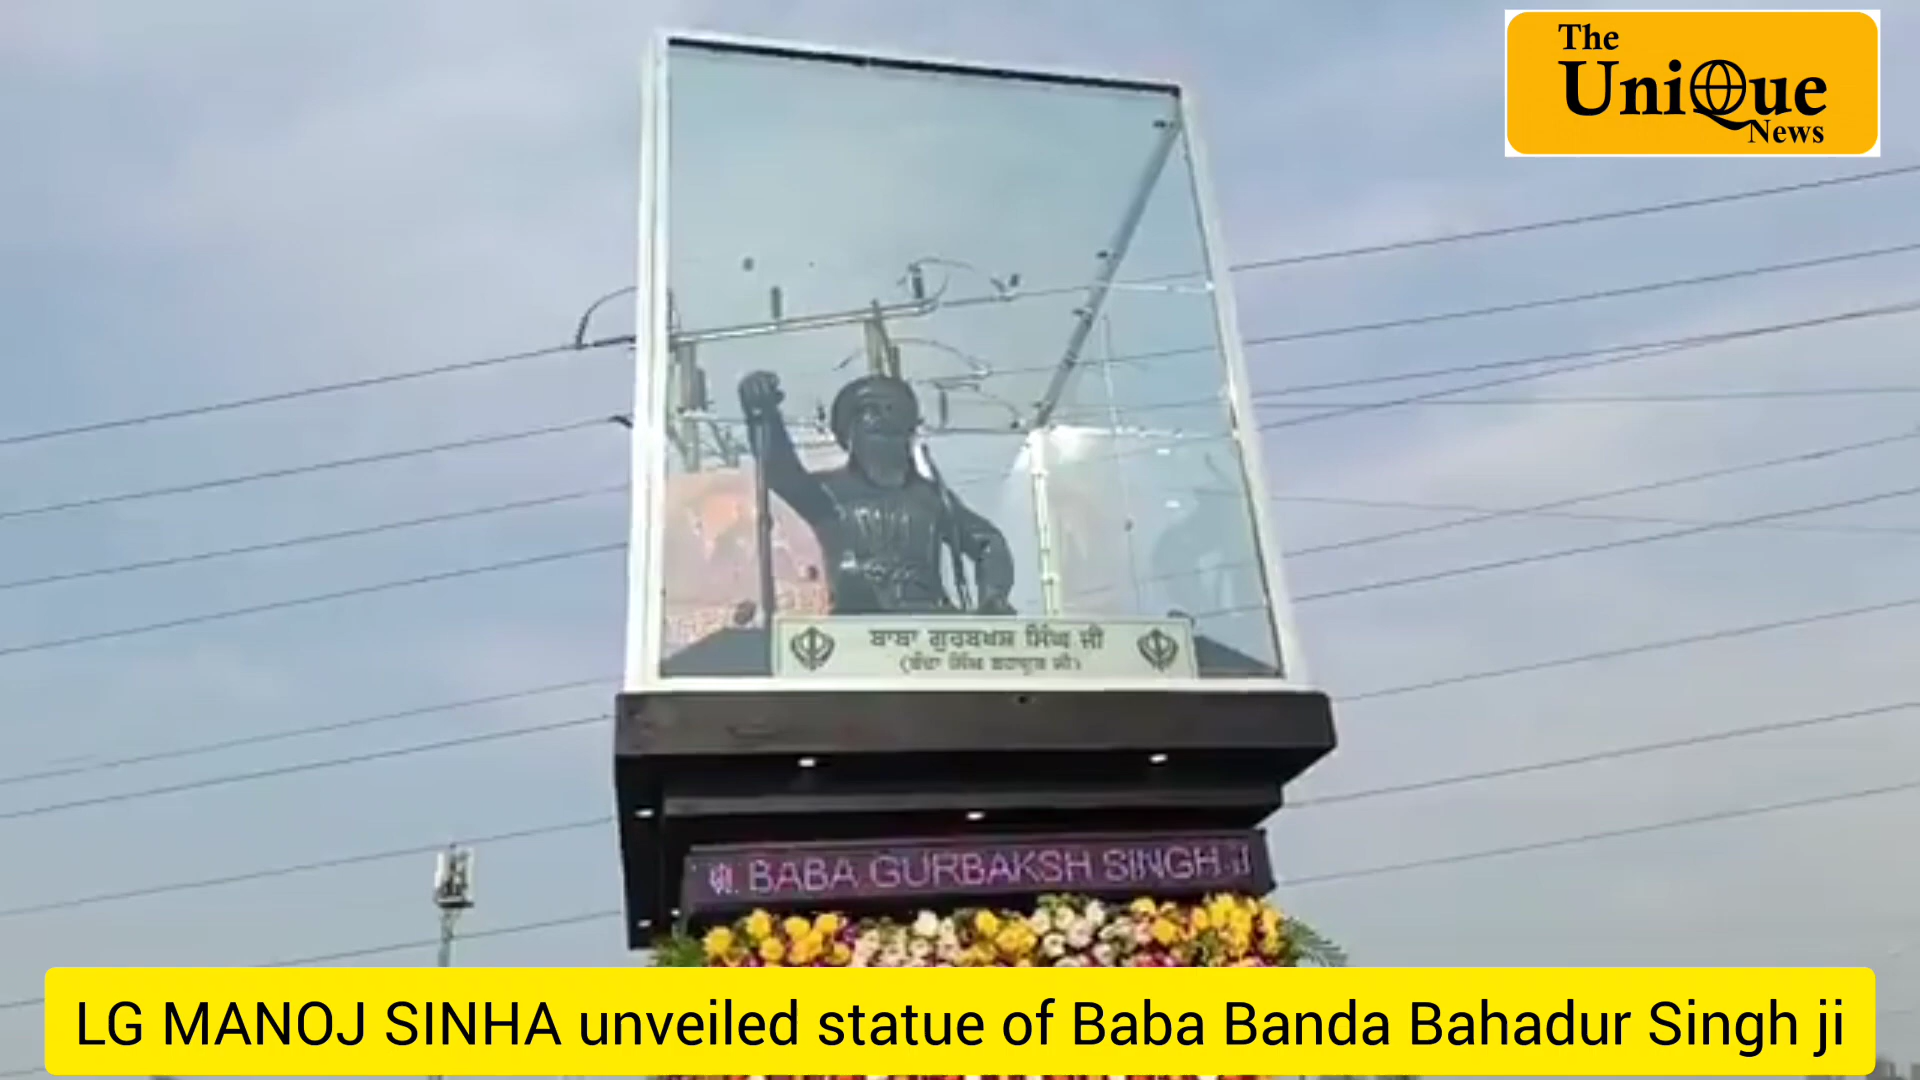 The
UniQue
News
ਬਾਬਾ ਗੁਰਬਖਸ਼ ਸਿੰਘ ਜੀ
(ਬੰਦਾ ਸਿੰਘ ਬਹਾਦੁਰ ਜੀ)
BABA GURBAKSH SINGH JI
LG MANOJ SINHA unveiled statue of Baba Banda Bahadur Singh ji